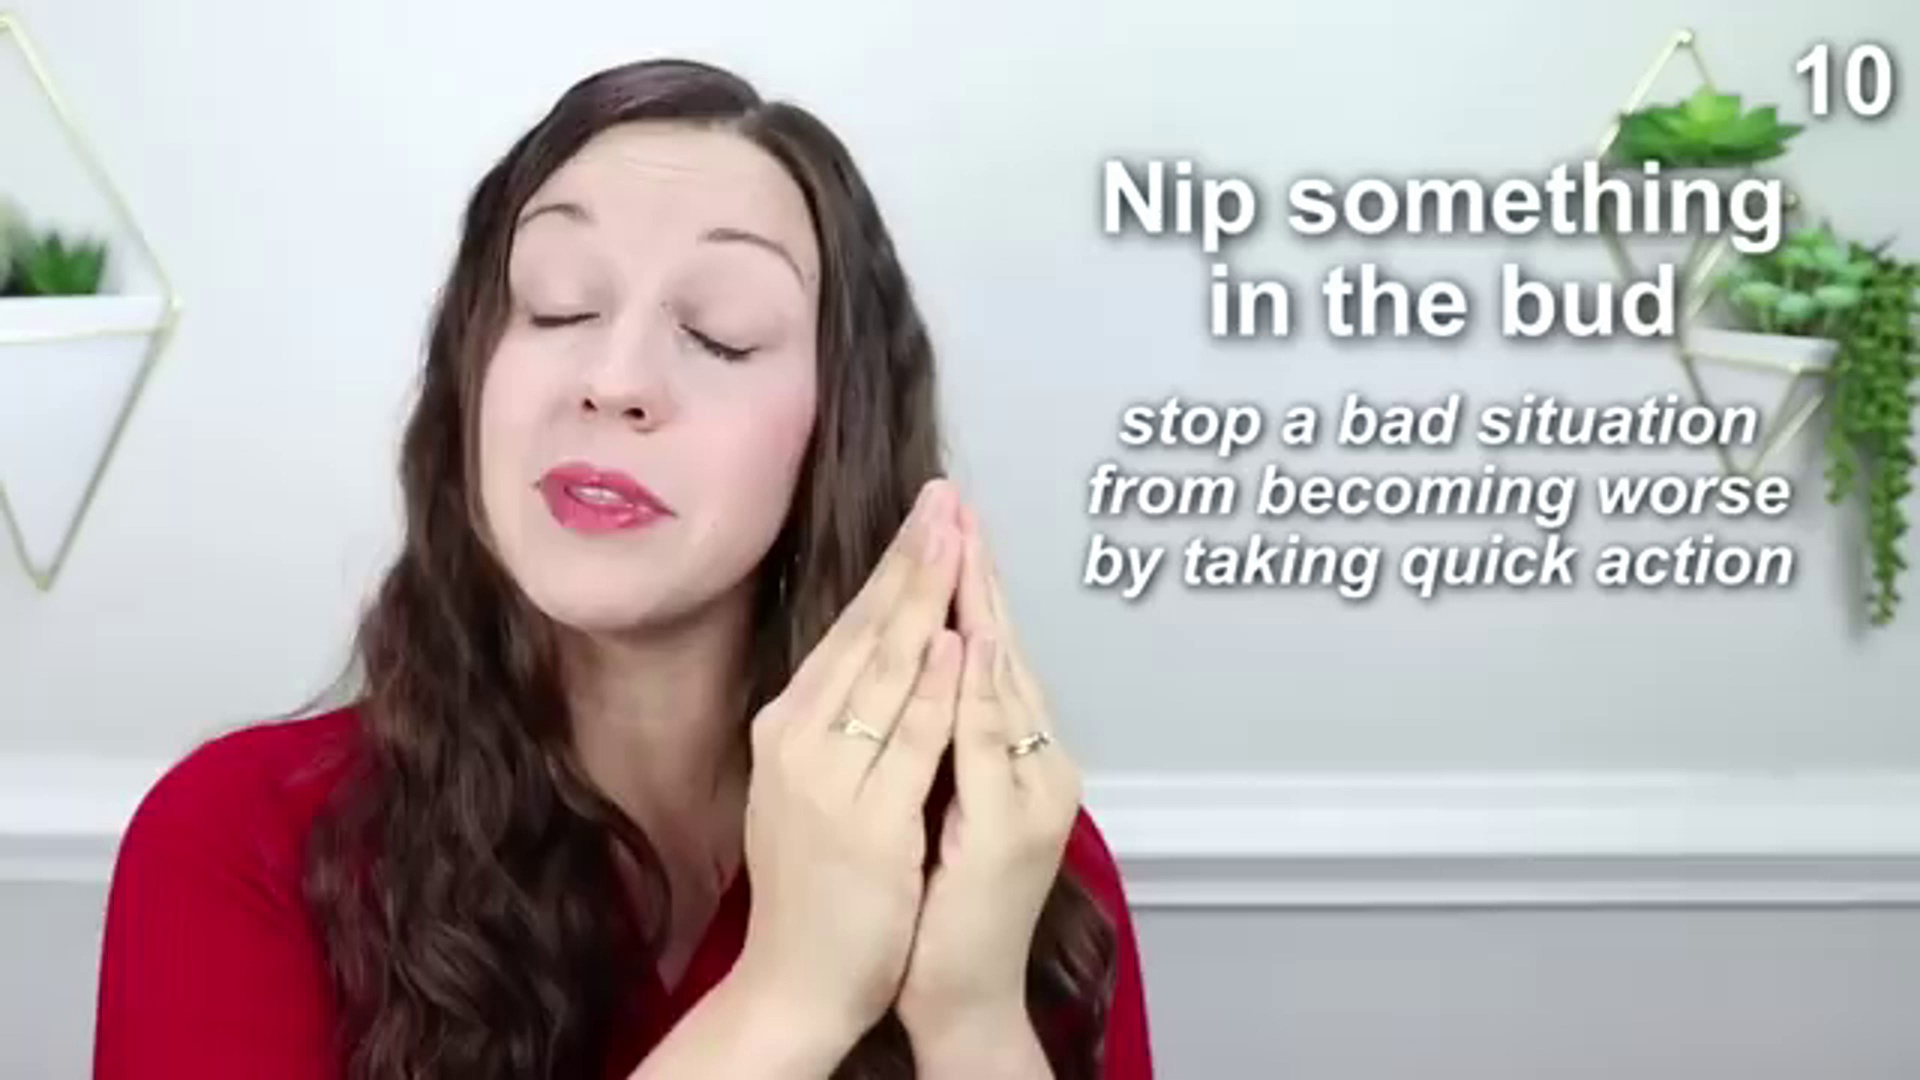 10
Nip something
in the bud
stop a bad situation
from becoming worse
by taking quick action